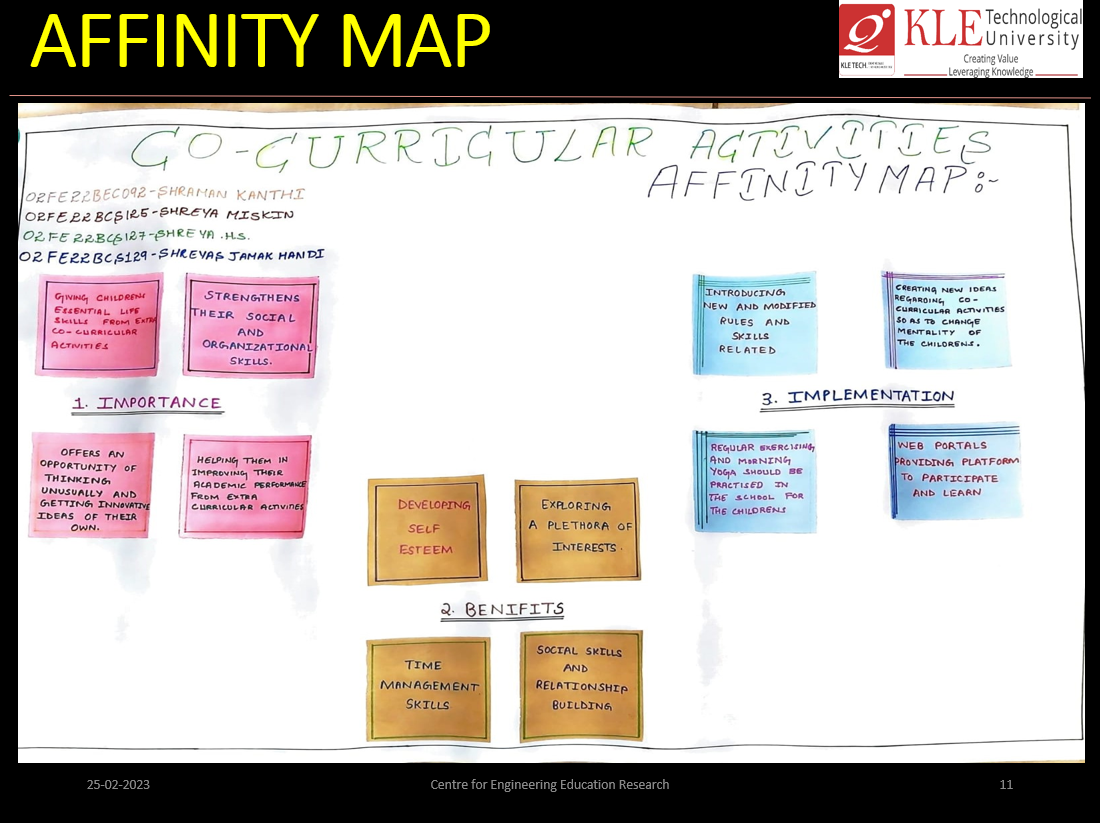 AFFINITY MAP
KLE Technological
University
Creating Value
Leveraging Knowledge
KLE TECH.
CO-CURRICULAR ACTIVITIES
AFFINITY MAP:-
02FE22BEC092-SHRAMAN KANTHI
02FE22BCS125-SHREYA MISKIN
02FE22BCS127-SHREYA .H.S.
02FE22BCS129-SHREYAS JAMAKHANDI
GIVING CHILDRENS
ESSENTIAL LIFE
SKILLS FROM EXTRA
CO-CURRICULAR
ACTIVITIES
STRENGTHENS
THEIR SOCIAL
AND
ORGANIZATIONAL
SKILLS.
1. IMPORTANCE
OFFERS AN
OPPORTUNITY OF
THINKING
UNUSUALLY AND
GETTING INNOVATIVE
IDEAS OF THEIR
OWN.
HELPING THEM IN
IMPROVING THEIR
ACADEMIC PERFORMANCE
FROM EXTRA
CURRICULAR ACTIVITIES
DEVELOPING
SELF
ESTEEM
EXPLORING
A PLETHORA OF
INTERESTS.
2. BENIFITS
TIME
MANAGEMENT
SKILLS
SOCIAL SKILLS
AND
RELATIONSHIP
BUILDING
INTRODUCING
NEW AND MODIFIED
RULES AND
SKILLS
RELATED
CREATING NEW IDEAS
REGARDING CO-
CURRICULAR ACTIVITIES
SO AS TO CHANGE
MENTALITY OF
THE CHILDRENS.
3. IMPLEMENTATION
REGULAR EXERCISING
AND MORNING
YOGA SHOULD BE
PRACTISED IN
THE SCHOOL FOR
THE CHILDRENS
WEB PORTALS
PROVIDING PLATFORM
TO PARTICIPATE
AND LEARN
25-02-2023
Centre for Engineering Education Research
11